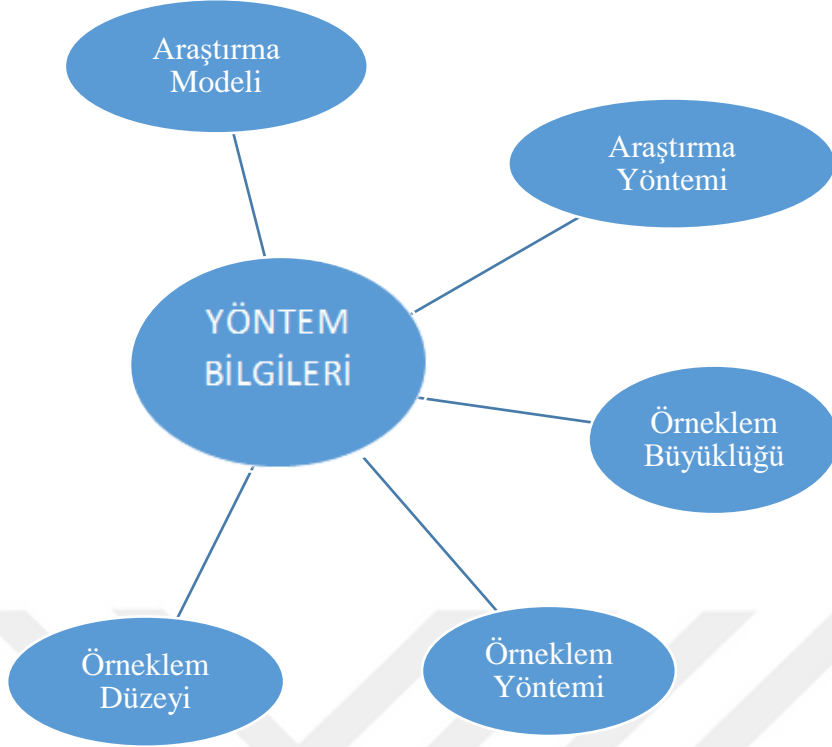 Araştırma
Modeli
Araştırma
Yöntemi
YÖNTEM
BİLGİLERİ
Örneklem
Büyüklüğü
Örneklem
Yöntemi
Örneklem
Düzeyi